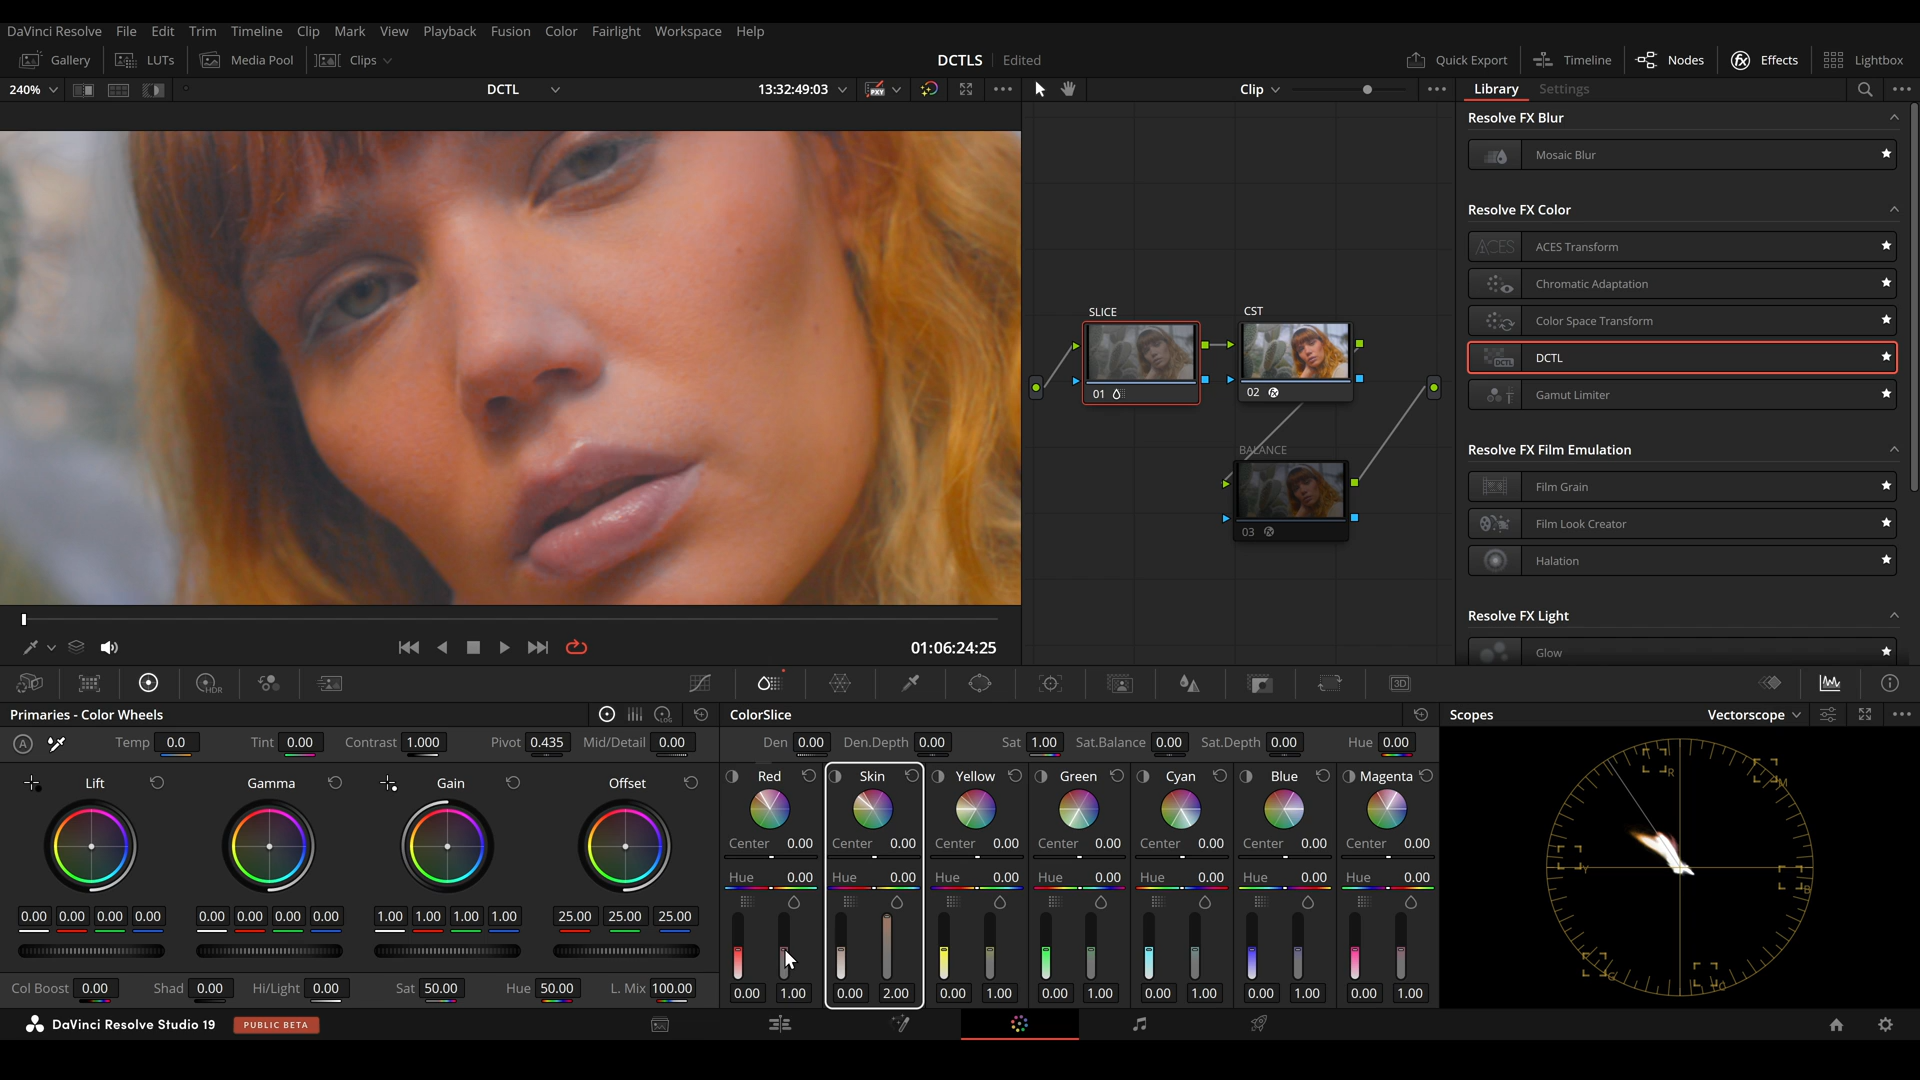 DaVinci Resolve File Edit Trim Timeline Clip Mark View Playback Fusion Color Fairlight Workspace Help
Gallery LUTs Media Pool Clips DCTLS Edited Quick Export Timeline Nodes Effects Lightbox
240% DCTL 13:32:49:03 PXY Clip Library Settings
Resolve FX Blur
Mosaic Blur
Resolve FX Color
ACES ACES Transform
Chromatic Adaptation
Color Space Transform
DCTL DCTL
Gamut Limiter
Resolve FX Film Emulation
Film Grain
Film Look Creator
Halation
Resolve FX Light
Glow
SLICE CST
01 02
BALANCE
03
01:06:24:25
HDR 3D
Primaries - Color Wheels LOG ColorSlice Scopes Vectorscope
A Temp 0.0 Tint 0.00 Contrast 1.000 Pivot 0.435 Mid/Detail 0.00 Den 0.00 Den.Depth 0.00 Sat 1.00 Sat.Balance 0.00 Sat.Depth 0.00 Hue 0.00
Lift Gamma Gain Offset Red Skin Yellow Green Cyan Blue Magenta
Center 0.00 Center 0.00 Center 0.00 Center 0.00 Center 0.00 Center 0.00 Center 0.00
Hue 0.00 Hue 0.00 Hue 0.00 Hue 0.00 Hue 0.00 Hue 0.00 Hue 0.00
0.00 0.00 0.00 0.00 0.00 0.00 0.00 0.00 1.00 1.00 1.00 1.00 25.00 25.00 25.00
Col Boost 0.00 Shad 0.00 Hi/Light 0.00 Sat 50.00 Hue 50.00 L. Mix 100.00 0.00 1.00 0.00 2.00 0.00 1.00 0.00 1.00 0.00 1.00 0.00 1.00 0.00 1.00
R M B Y
DaVinci Resolve Studio 19 PUBLIC BETA